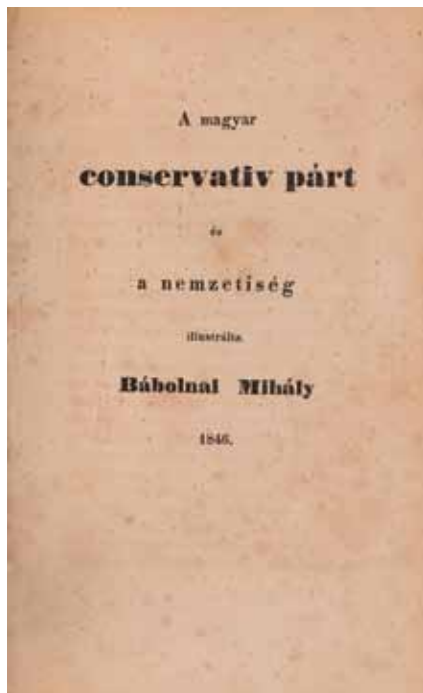 A magyar
conservativ párt
és
a nemzetiség
illustrálta
Bábolnai Mihály
1846.